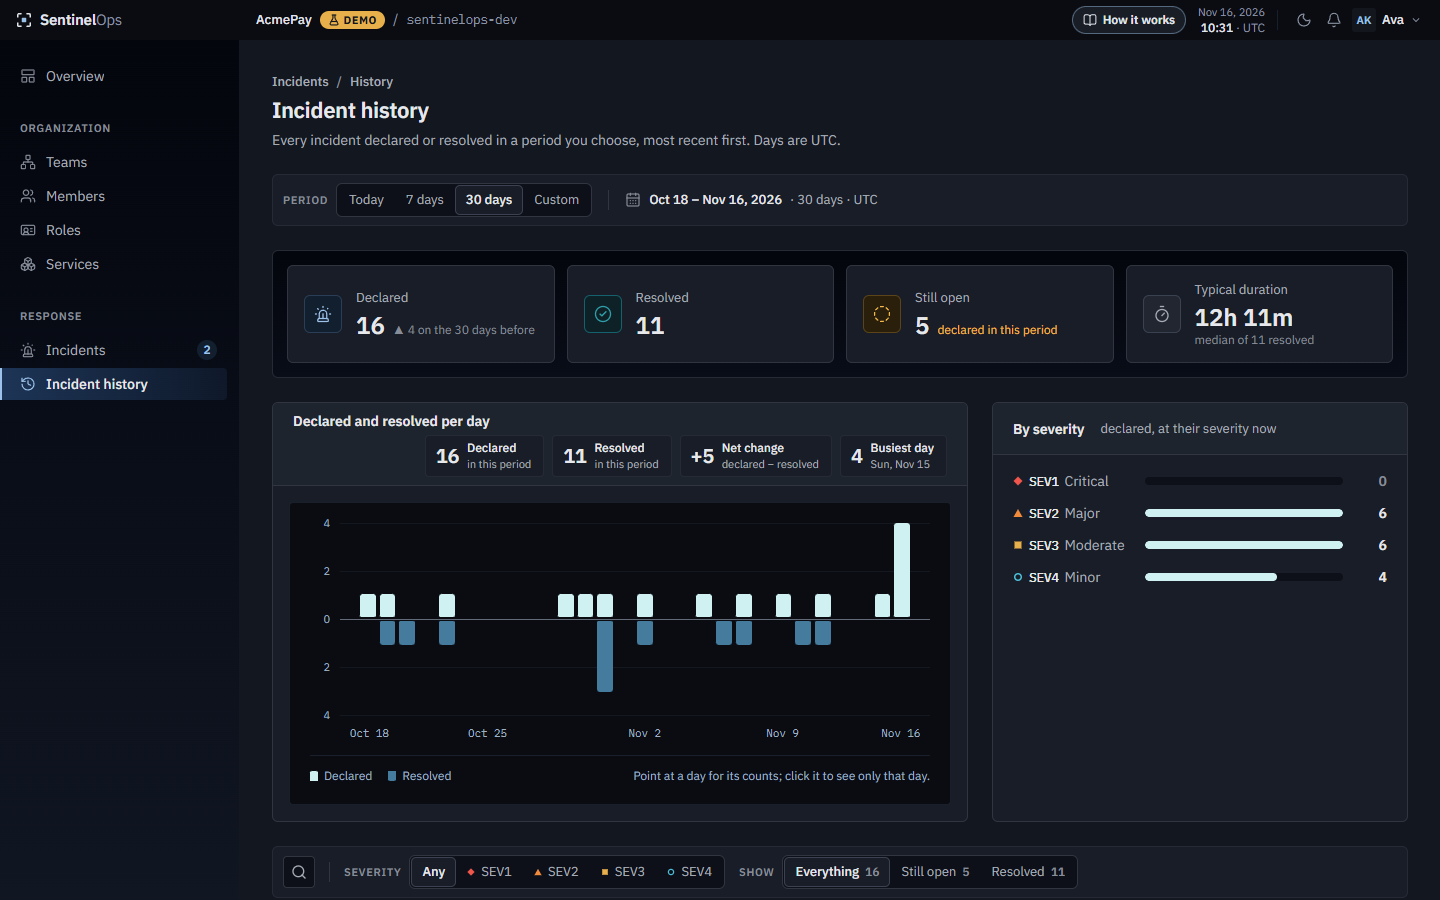 SentinelOps
AcmePay DEMO / sentinelops-dev
How it works
Nov 16, 2026
10:31 · UTC
AK Ava
Overview
ORGANIZATION
Teams
Members
Roles
Services
RESPONSE
Incidents 2
Incident history
Incidents / History
Incident history
Every incident declared or resolved in a period you choose, most recent first. Days are UTC.
PERIOD Today 7 days 30 days Custom Oct 18 – Nov 16, 2026 · 30 days · UTC
Declared
16 ▲ 4 on the 30 days before
Resolved
11
Still open
5 declared in this period
Typical duration
12h 11m
median of 11 resolved
Declared and resolved per day
16 Declared in this period
11 Resolved in this period
+5 Net change declared – resolved
4 Busiest day Sun, Nov 15
4
2
0
2
4
Oct 18 Oct 25 Nov 2 Nov 9 Nov 16
Declared Resolved Point at a day for its counts; click it to see only that day.
By severity declared, at their severity now
SEV1 Critical 0
SEV2 Major 6
SEV3 Moderate 6
SEV4 Minor 4
SEVERITY Any SEV1 SEV2 SEV3 SEV4 SHOW Everything 16 Still open 5 Resolved 11